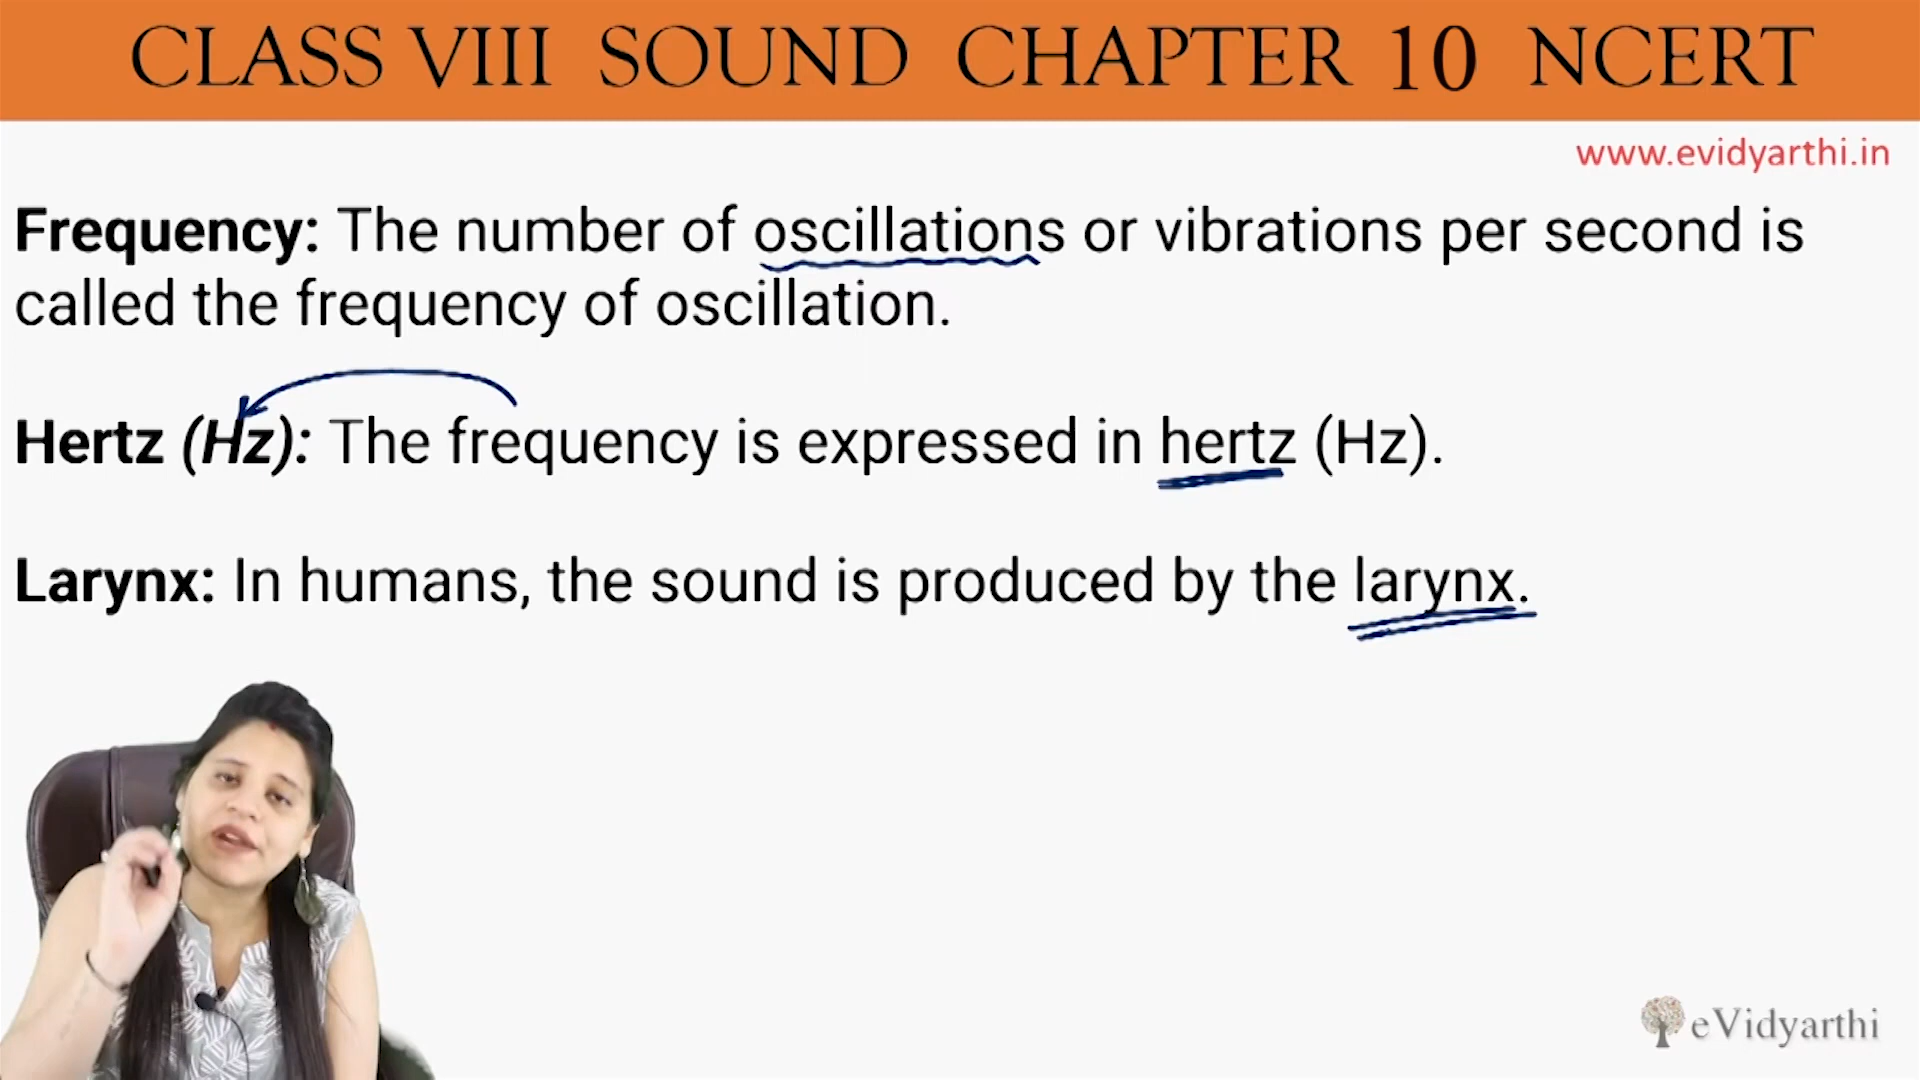 CLASS VIII SOUND CHAPTER 10 NCERT
www.evidyarthi.in
Frequency: The number of oscillations or vibrations per second is
called the frequency of oscillation.
Hertz (Hz): The frequency is expressed in hertz (Hz).
Larynx: In humans, the sound is produced by the larynx.
eVidyarthi